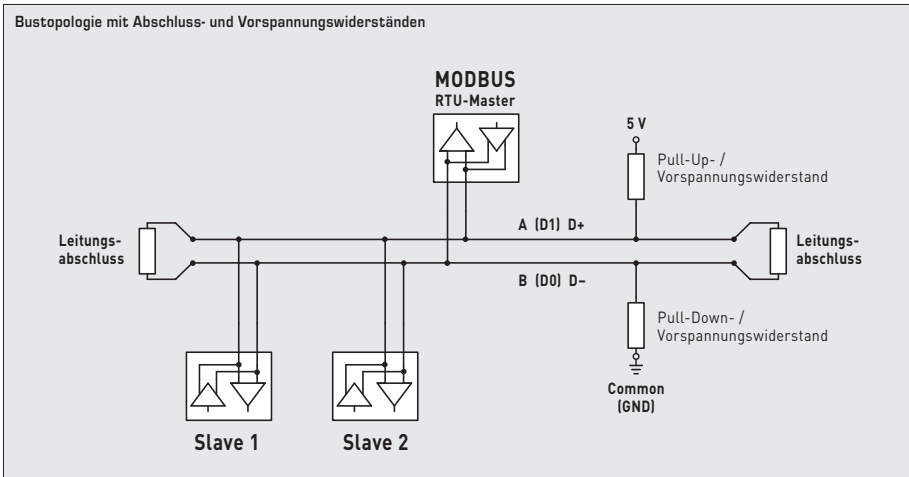 Bustopologie mit Abschluss- und Vorspannungswiderständen
MODBUS
RTU-Master
5 V
Pull-Up- /
Vorspannungswiderstand
A (D1) D+
Leitungs-
abschluss
Leitungs-
abschluss
B (D0) D–
Pull-Down- /
Vorspannungswiderstand
Common
(GND)
Slave 1
Slave 2